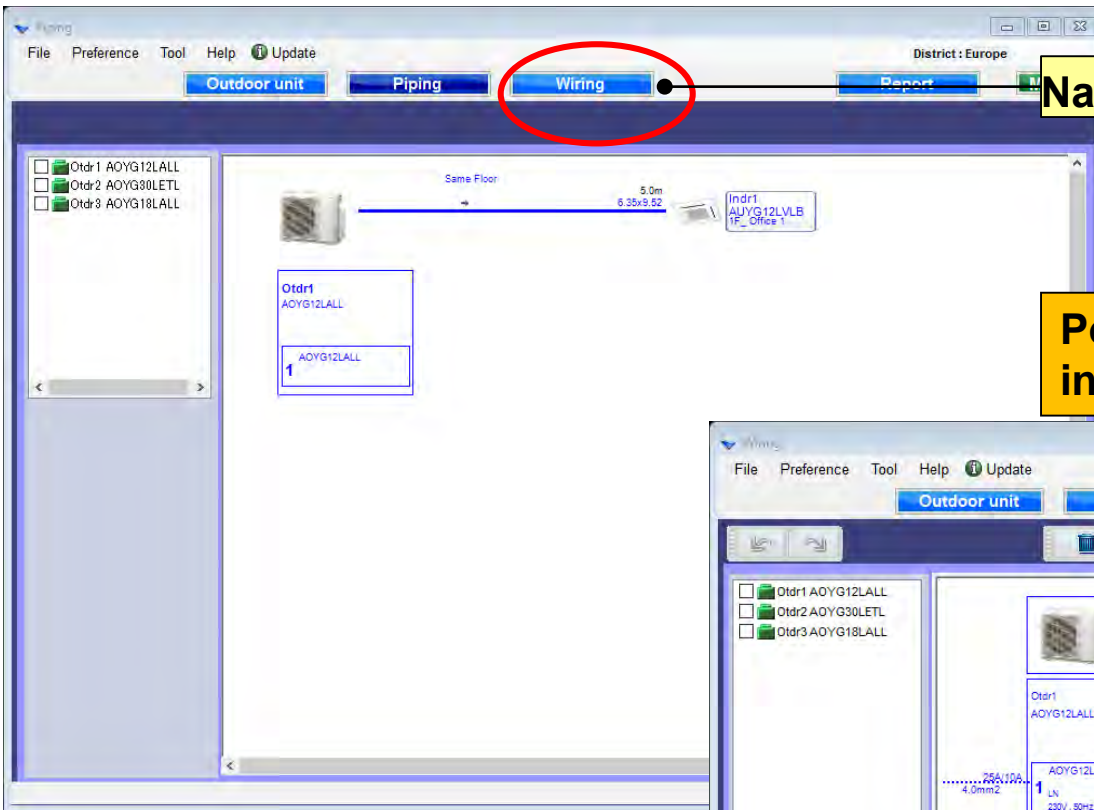 Piping
File Preference Tool Help Update
District : Europe
Outdoor unit Piping Wiring Report M
Na
Otdr1 AOYG12LALL
Otdr2 AOYG30LETL
Otdr3 AOYG18LALL
Same Floor
5.0m
6.35x9.52
Indr1
AUYG12LVLB
1F_ Office 1
Otdr1
AOYG12LALL
AOYG12LALL
1
Po
in
Wiring
File Preference Tool Help Update
Outdoor unit
Otdr1 AOYG12LALL
Otdr2 AOYG30LETL
Otdr3 AOYG18LALL
Otdr1
AOYG12LALL
25A/10A
4.0mm2
AOYG12L
1 LN
230V , 50Hz